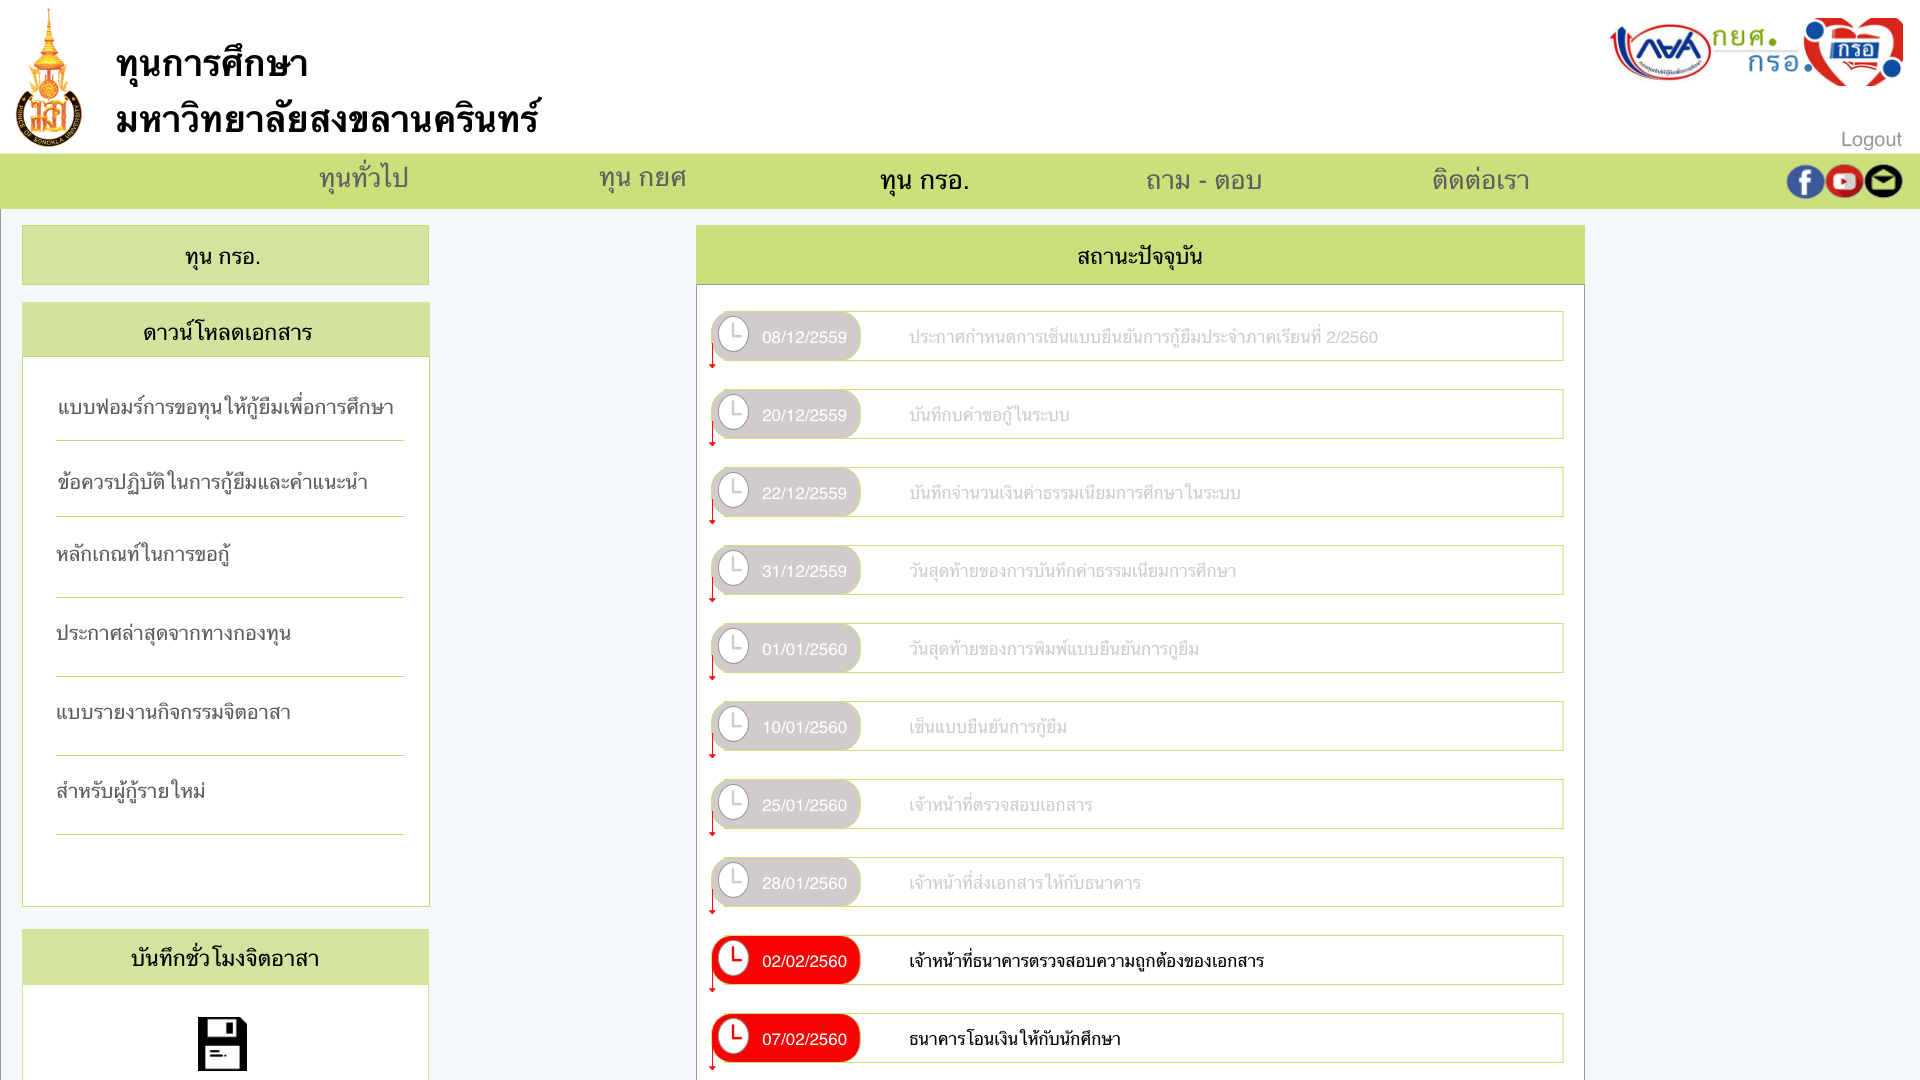 ทุนการศึกษา
มหาวิทยาลัยสงขลานครินทร์
กยศ.
กรอ.
กรอ
Logout
ทุนทั่วไป
ทุน กยศ
ทุน กรอ.
ถาม - ตอบ
ติดต่อเรา
ทุน กรอ.
ดาวน์โหลดเอกสาร
แบบฟอมร์การขอทุนให้กู้ยืมเพื่อการศึกษา
ข้อควรปฏิบัติในการกู้ยืมและคำแนะนำ
หลักเกณท์ในการขอกู้
ประกาศล่าสุดจากทางกองทุน
แบบรายงานกิจกรรมจิตอาสา
สำหรับผู้กู้รายใหม่
บันทึกชั่วโมงจิตอาสา
สถานะปัจจุบัน
08/12/2559 ประกาศกำหนดการเซ็นแบบยืนยันการกู้ยืมประจำภาคเรียนที่ 2/2560
20/12/2559 บันทึกบคำขอกู้ในระบบ
22/12/2559 บันทึกจำนวนเงินค่าธรรมเนียมการศึกษาในระบบ
31/12/2559 วันสุดท้ายของการบันทึกค่าธรรมเนียมการศึกษา
01/01/2560 วันสุดท้ายของการพิมพ์แบบยืนยันการกูยืม
10/01/2560 เซ็นแบบยืนยันการกู้ยืม
25/01/2560 เจ้าหน้าที่ตรวจสอบเอกสาร
28/01/2560 เจ้าหน้าที่ส่งเอกสารให้กับธนาคาร
02/02/2560 เจ้าหน้าที่ธนาคารตรวจสอบความถูกต้องของเอกสาร
07/02/2560 ธนาคารโอนเงินให้กับนักศึกษา